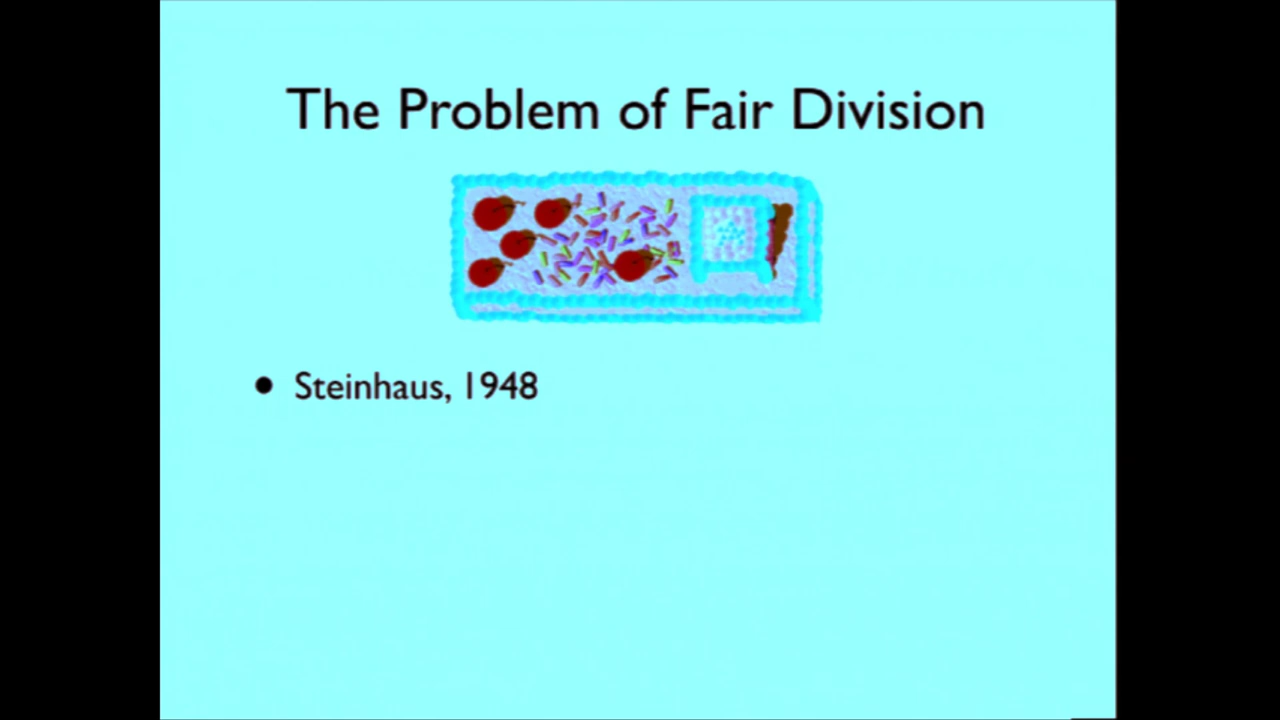 The Problem of Fair Division
• Steinhaus, 1948